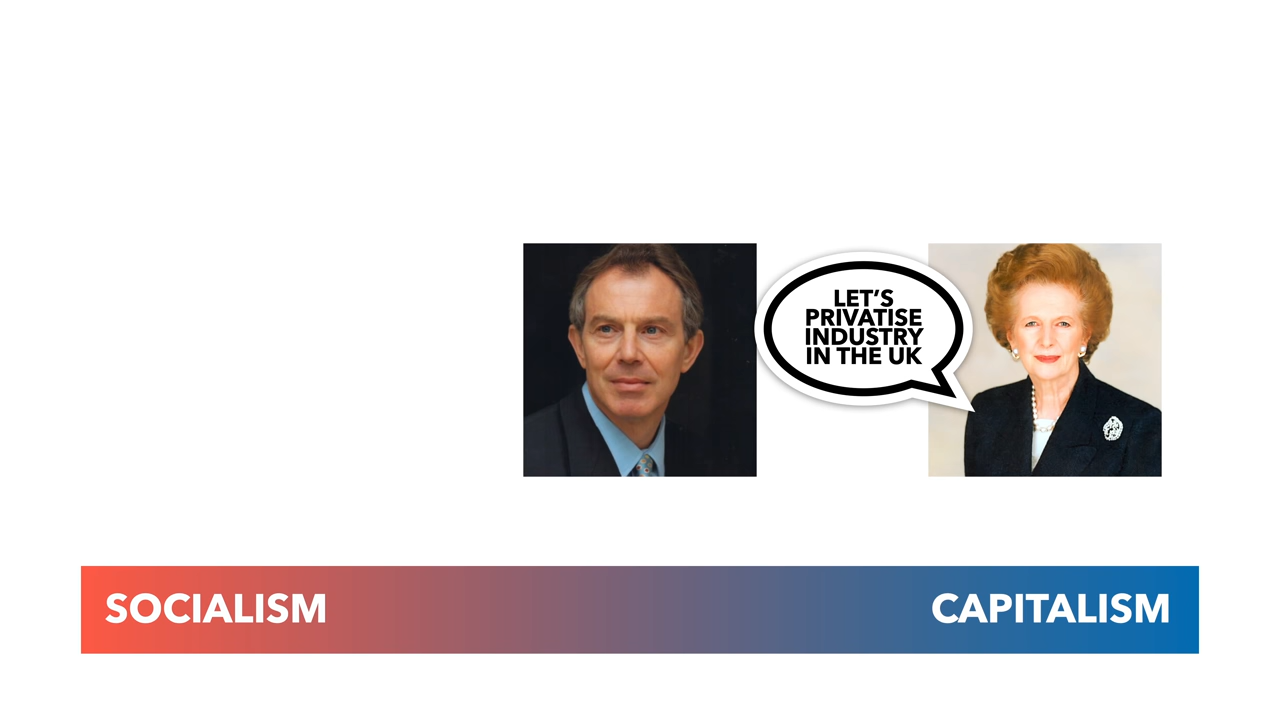 LET'S
PRIVATISE
INDUSTRY
IN THE UK
SOCIALISM
CAPITALISM